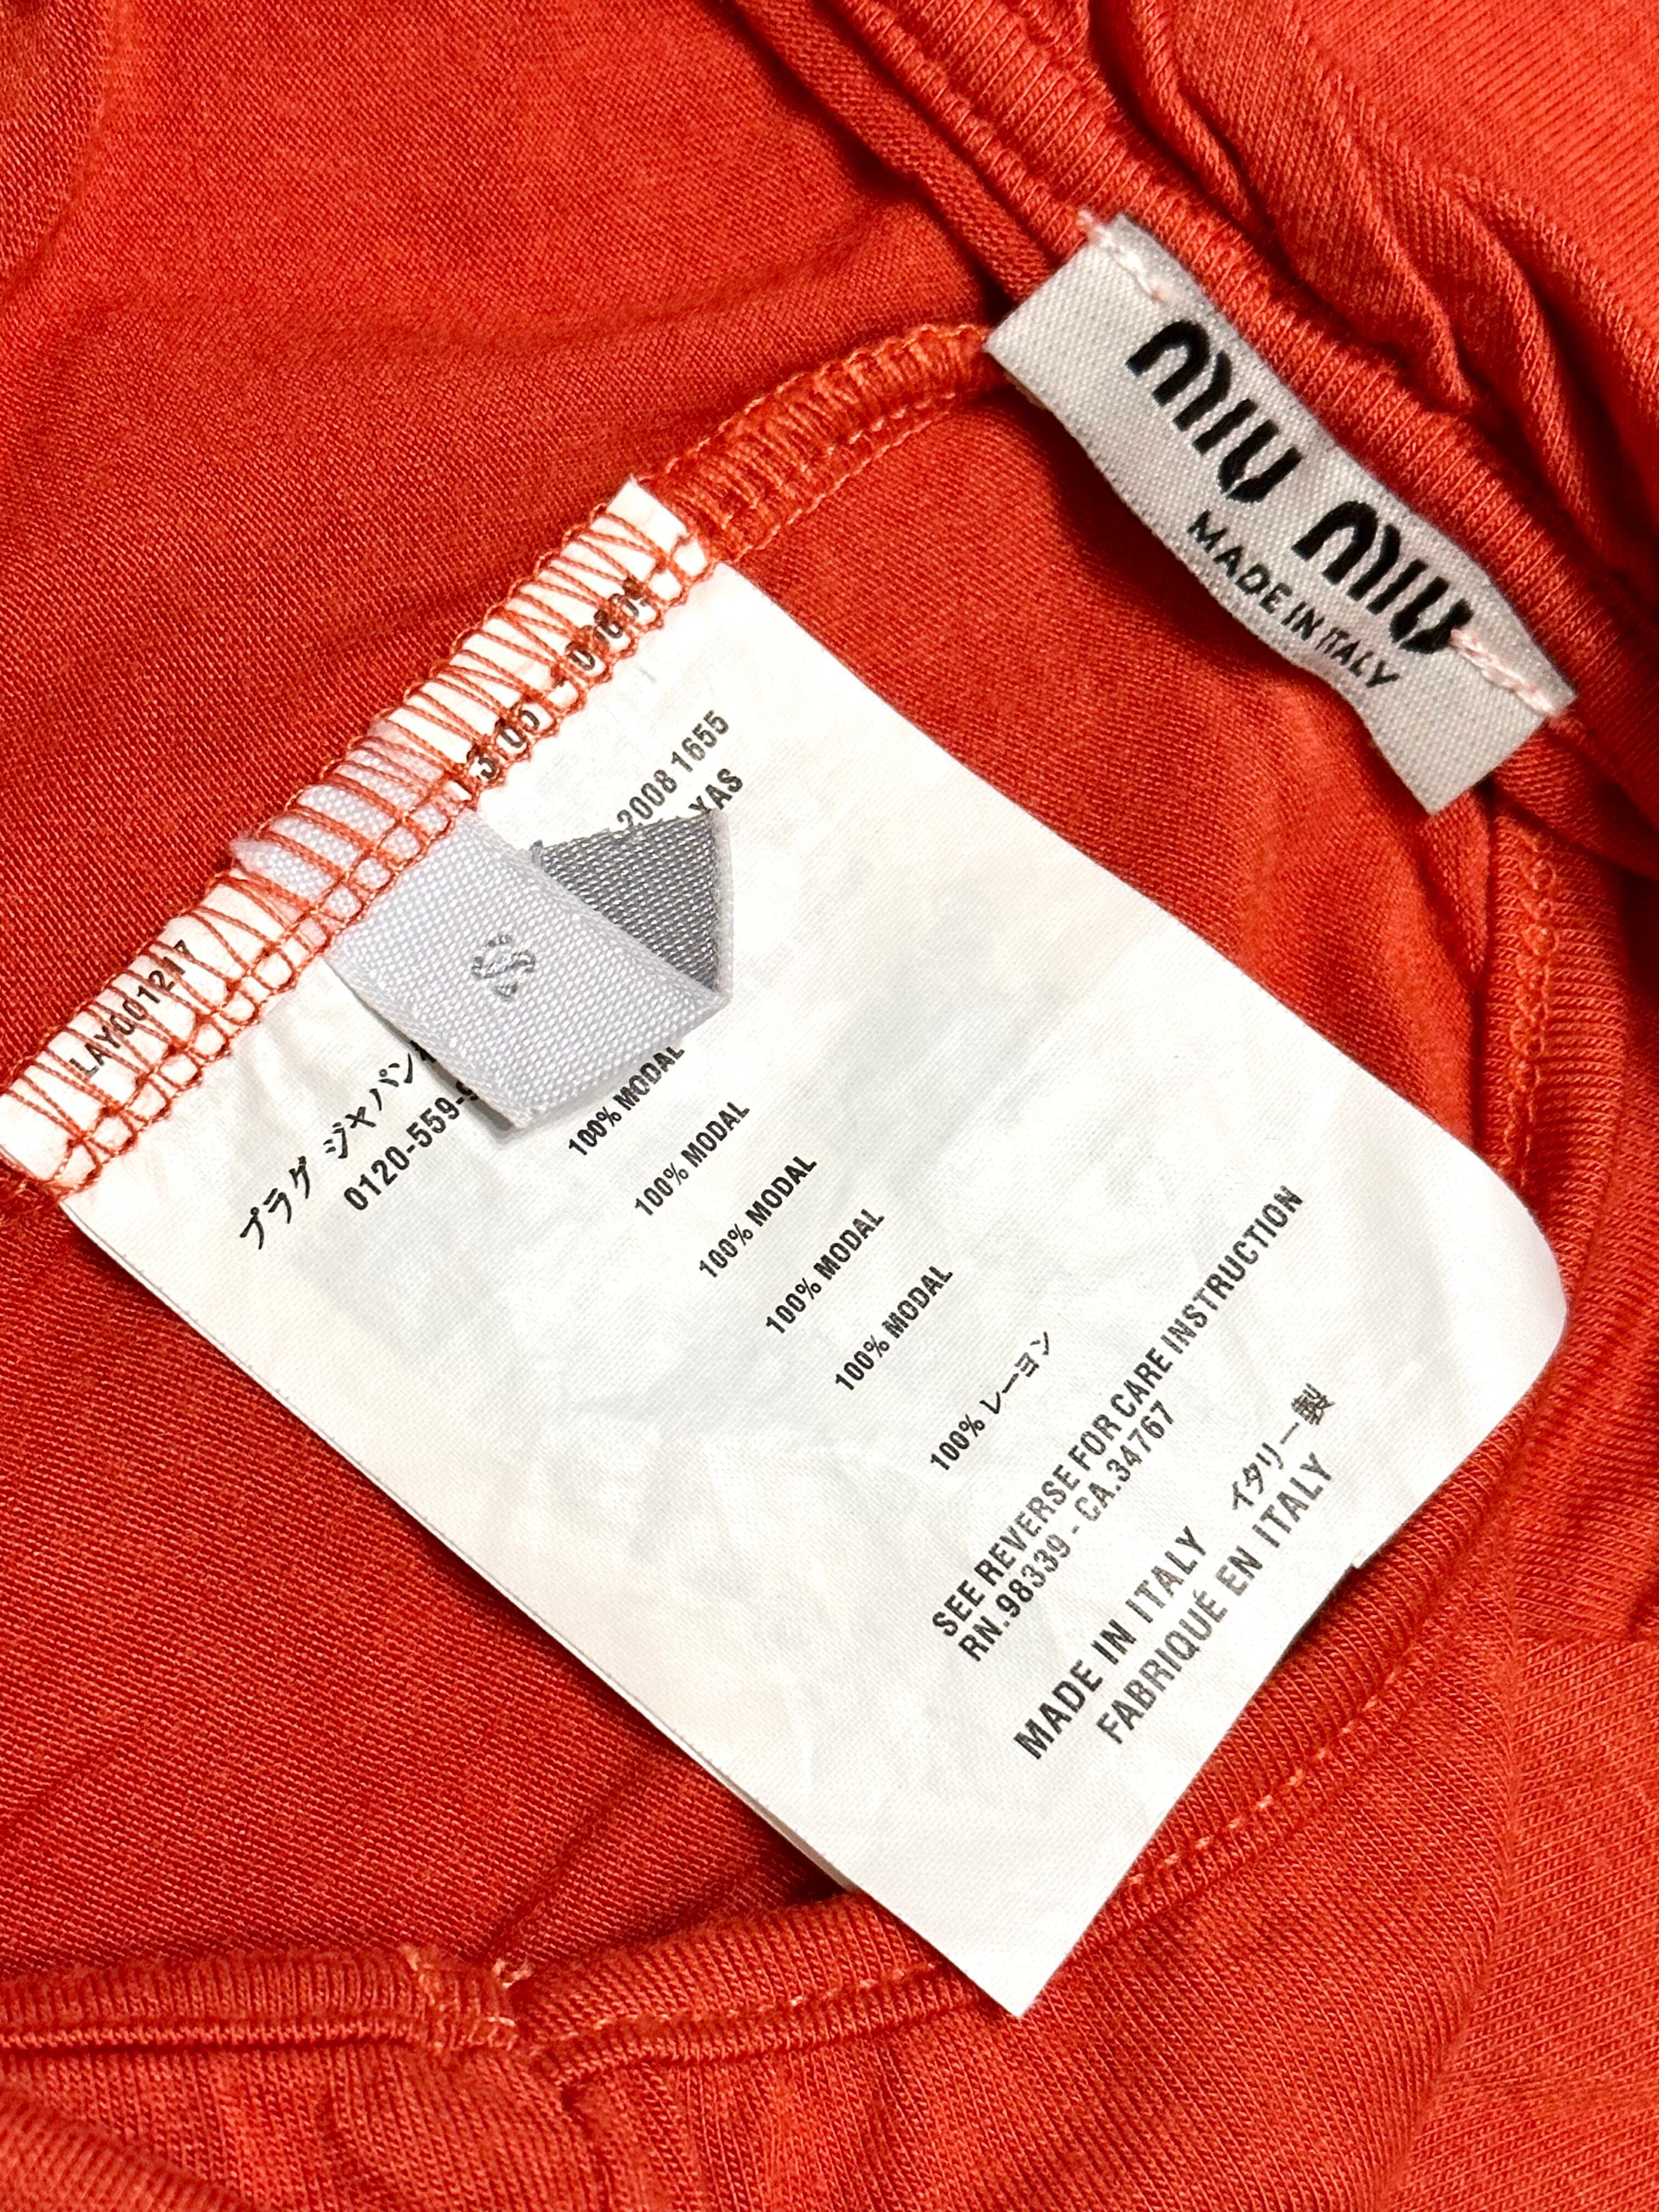 MIU MIU
MADE IN ITALY
2008 1655
S
LAY001217
プラダ ジャパン
0120-559-9
100% MODAL
100% MODAL
100% MODAL
100% MODAL
100% MODAL
100% レーヨン
SEE REVERSE FOR CARE INSTRUCTION
RN.98339 - CA.34767
MADE IN ITALY イタリー製
FABRIQUÉ EN ITALY